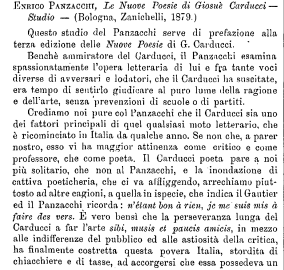 ENRICO PANZACCHI, Le Nuove Poesie di Giosuè Carducci —
Studio — (Bologna, Zanichelli, 1879.)
Questo studio del Panzacchi serve di prefazione alla
terza edizione delle Nuove Poesie di G. Carducci.
Benchè ammiratore del Carducci, il Panzacchi esamina
spassionatamente l'opera letteraria di lui e fra tante voci
diverse di avversari e lodatori, che il Carducci ha suscitate,
era tempo di sentirlo giudicare al puro lume della ragione
e dell'arte, senza prevenzioni di scuole o di partiti.
Crediamo noi pure col Panzacchi che il Carducci sia uno
dei fattori principali di quel qualsiasi moto letterario, che
è ricominciato in Italia da qualche anno. Se non che, a parer
nostro, esso vi ha maggior attinenza come critico e come
professore, che come poeta. Il Carducci poeta pare a noi
più solitario, che non al Panzacchi, e la inondazione di
cattiva posticheria, che ci va affliggendo, arrechiamo piut-
tosto ad altre cagioni, a quella in ispecie, che indica il Gautier
ed il Panzacchi ricorda: n'étant bon à rien, je me suis mis à
faire des vers. È vero bensì che la perseveranza lunga del
Carducci a far l'arte sibi, musis et paucis amicis, in mezzo
alle indifferenze del pubblico ed alle astiosità della critica,
ha finalmente costretta questa povera Italia, stordita di
chiacchiere e di tasse, ad accorgersi che essa possedeva un